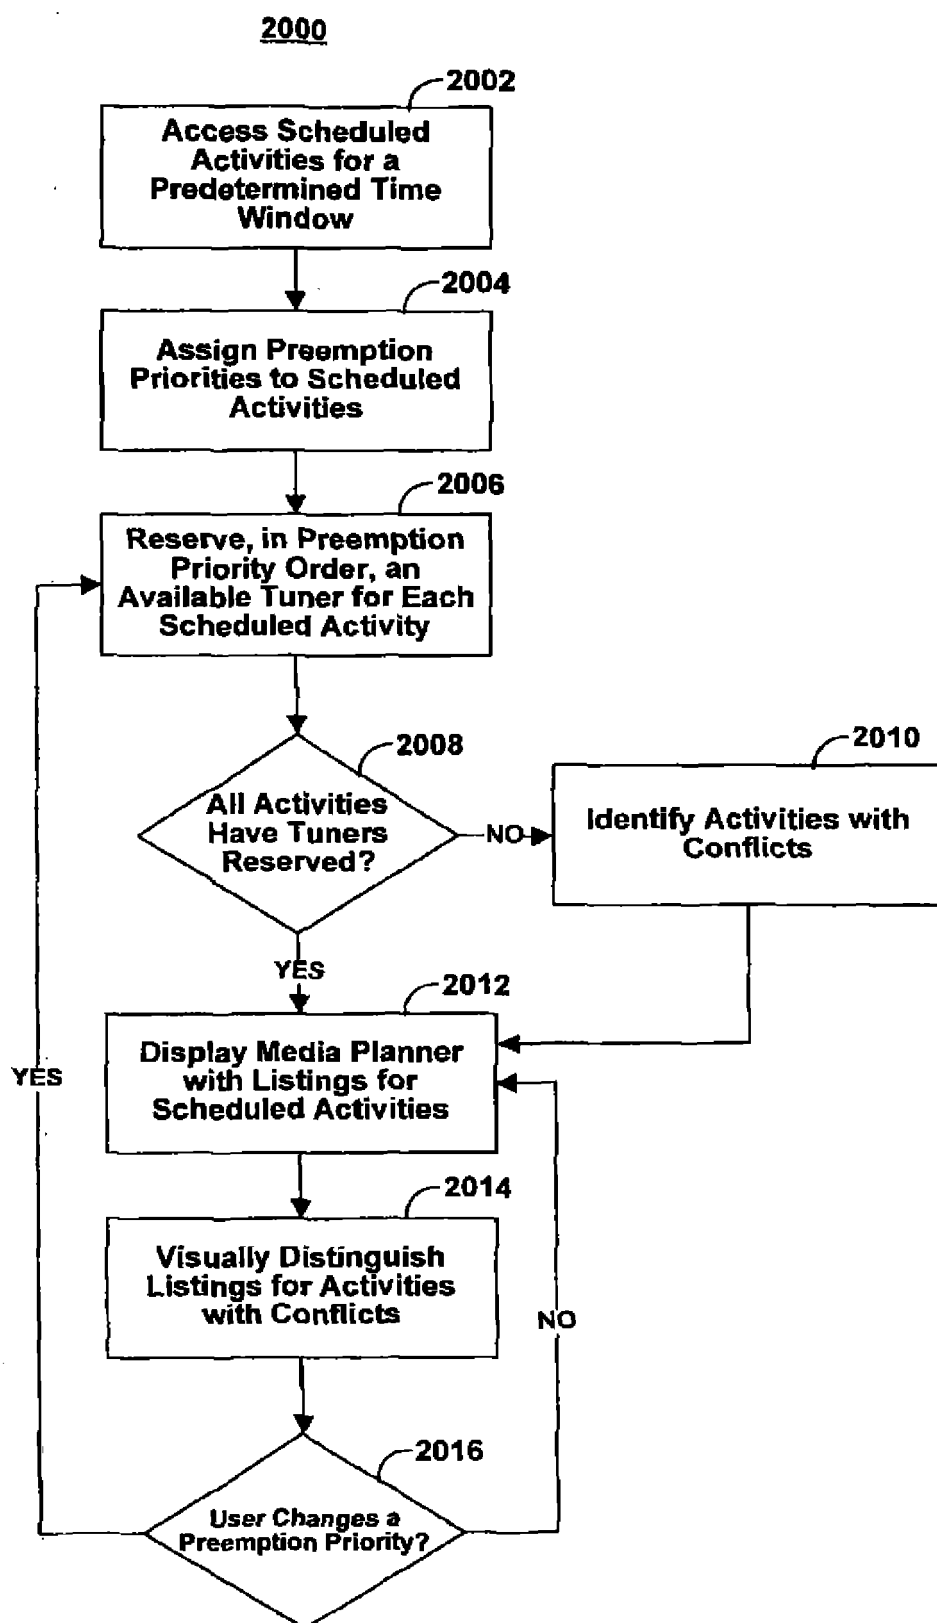 2000
2002
Access Scheduled
Activities for a
Predetermined Time
Window
2004
Assign Preemption
Priorities to Scheduled
Activities
2006
Reserve, in Preemption
Priority Order, an
Available Tuner for Each
Scheduled Activity
2008
All Activities
Have Tuners
Reserved?
NO
2010
Identify Activities with
Conflicts
YES
2012
Display Media Planner
with Listings for
Scheduled Activities
YES
2014
Visually Distinguish
Listings for Activities
with Conflicts
NO
2016
User Changes a
Preemption Priority?